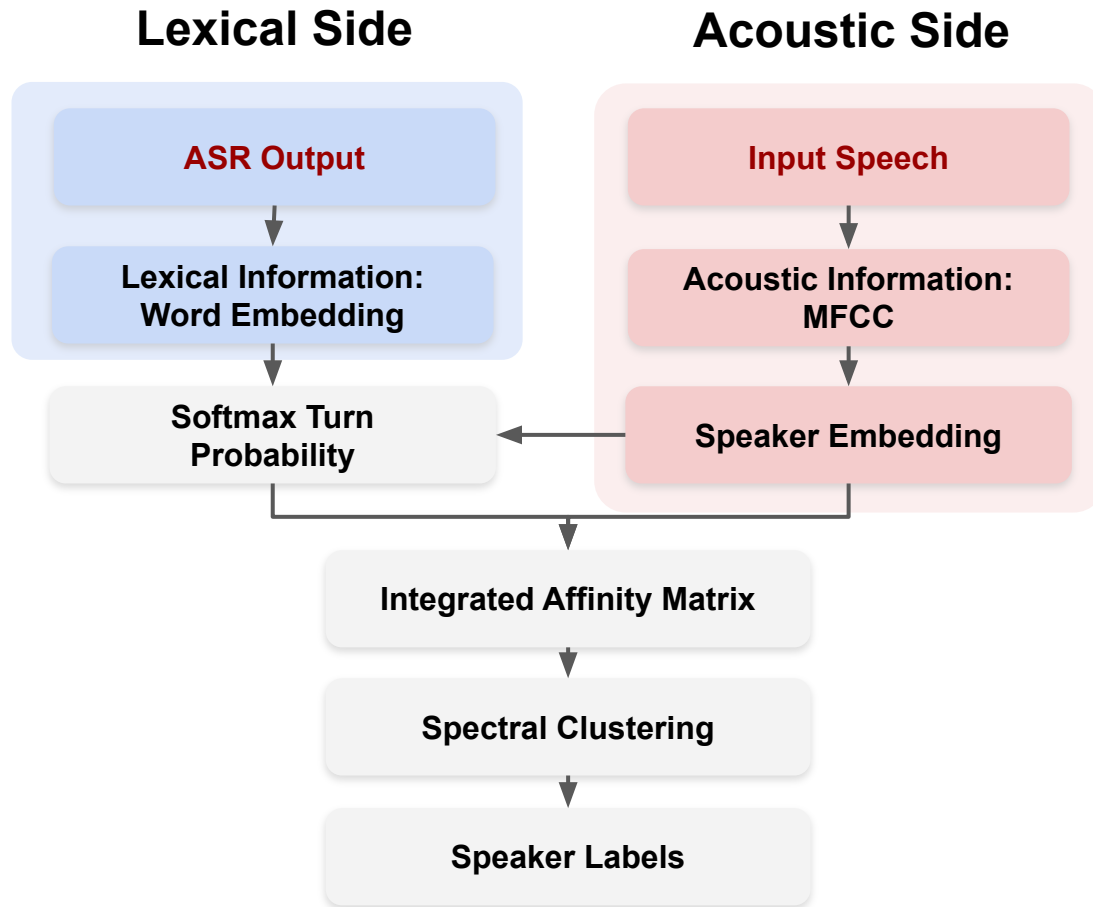 Lexical Side
Acoustic Side
ASR Output
Input Speech
Lexical Information:
Word Embedding
Acoustic Information:
MFCC
Softmax Turn
Probability
Speaker Embedding
Integrated Affinity Matrix
Spectral Clustering
Speaker Labels